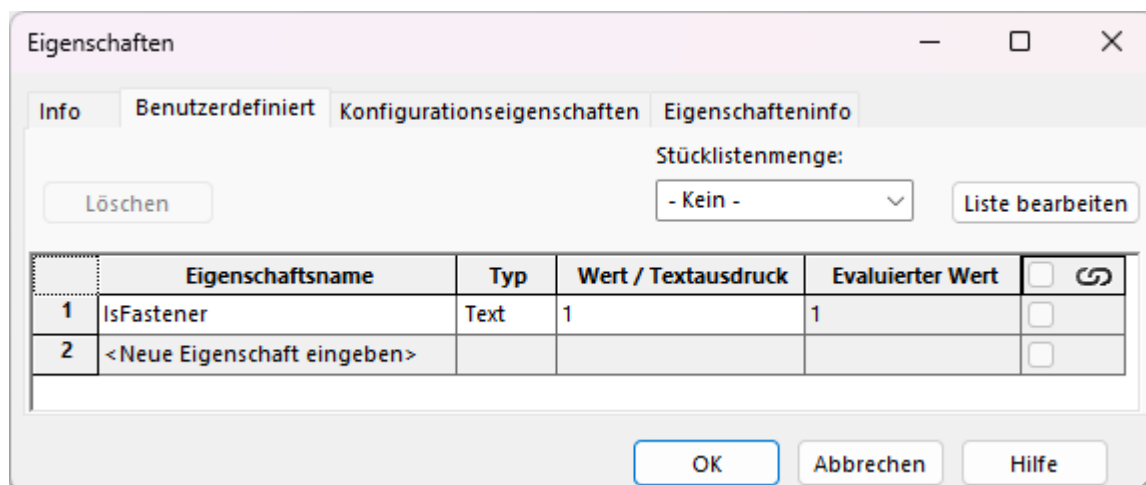 Eigenschaften
Info Benutzerdefiniert Konfigurationseigenschaften Eigenschafteninfo
Stücklistenmenge:
Löschen - Kein - Liste bearbeiten
Eigenschaftsname Typ Wert / Textausdruck Evaluierter Wert
1 IsFastener Text 1 1
2 <Neue Eigenschaft eingeben>
OK Abbrechen Hilfe